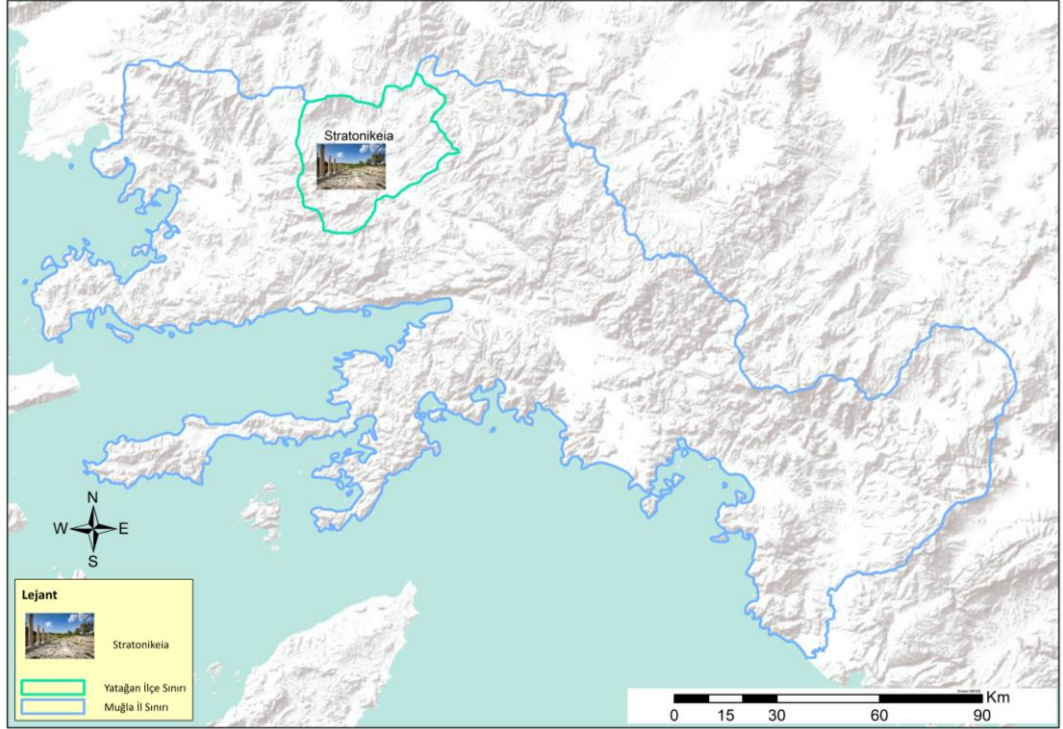 Stratonikeia
N
W E
S
Lejant
Stratonikeia
Yatağan İlçe Sınırı
Muğla İl Sınırı
Km
0 15 30 60 90